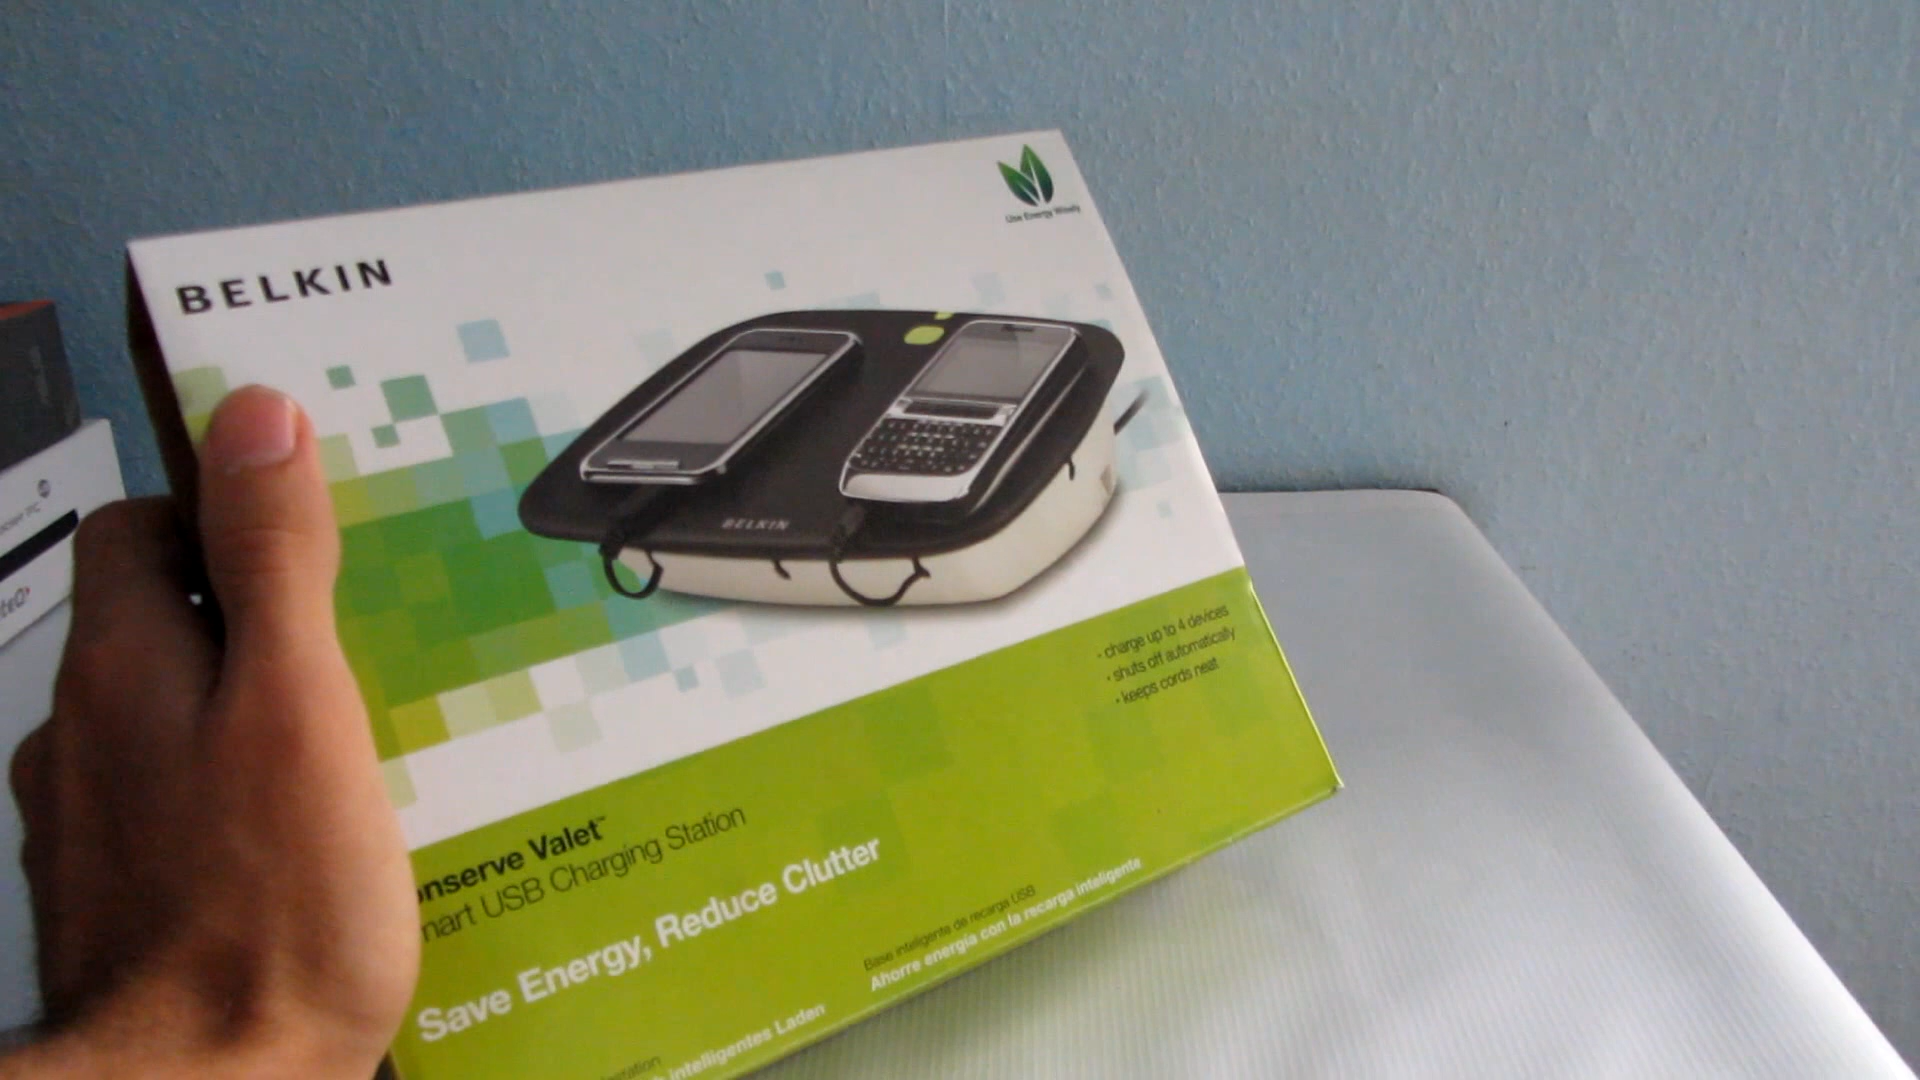 BELKIN
Use Energy Wisely
BELKIN
• charge up to 4 devices
• shuts off automatically
• keeps cords neat
onserve Valet™
mart USB Charging Station
Save Energy, Reduce Clutter
Base inteligente de recarga USB
Ahorre energía con la recarga inteligente
intelligentes Laden